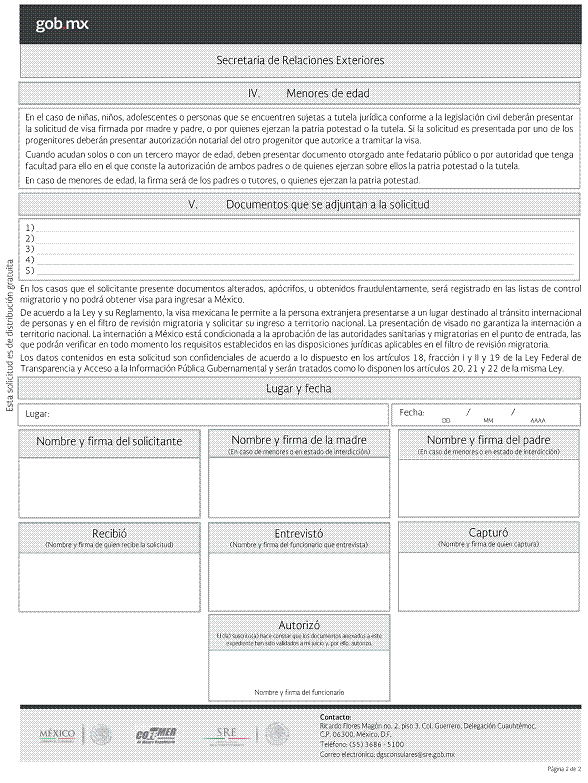 gob.mx
Secretaría de Relaciones Exteriores
IV. Menores de edad
En el caso de niñas, niños, adolescentes o personas que se encuentren sujetas a tutela jurídica conforme a la legislación civil deberán presentar
la solicitud de visa firmada por madre y padre, o por quienes ejerzan la patria potestad o la tutela. Si la solicitud es presentada por uno de los
progenitores deberán presentar autorización notarial del otro progenitor que autorice a tramitar la visa.
Cuando acudan solos o con un tercero mayor de edad, deben presentar documento otorgado ante fedatario público o por autoridad que tenga
facultad para ello en el que conste la autorización de ambos padres o de quienes ejerzan sobre ellos la patria potestad o la tutela.
En caso de menores de edad, la firma será de los padres o tutores, o quienes ejerzan la patria potestad.
V. Documentos que se adjuntan a la solicitud
1)
2)
3)
4)
5)
En los casos que el solicitante presente documentos alterados, apócrifos, u obtenidos fraudulentamente, será registrado en las listas de control
migratorio y no podrá obtener visa para ingresar a México.
De acuerdo a la Ley y su Reglamento, la visa mexicana le permite a la persona extranjera presentarse a un lugar destinado al tránsito internacional
de personas y en el filtro de revisión migratoria y solicitar su ingreso a territorio nacional. La presentación de visado no garantiza la internación a
territorio nacional. La internación a México está condicionada a la aprobación de las autoridades sanitarias y migratorias en el punto de entrada, las
que podrán verificar en todo momento los requisitos establecidos en las disposiciones jurídicas aplicables en el filtro de revisión migratoria.
Los datos contenidos en esta solicitud son confidenciales de acuerdo a lo dispuesto en los artículos 18, fracción I y II y 19 de la Ley Federal de
Transparencia y Acceso a la Información Pública Gubernamental y serán tratados como lo disponen los artículos 20, 21 y 22 de la misma Ley.
Esta solicitud es de distribución gratuita
Lugar y fecha
Lugar:
Fecha: / /
DD MM AAAA
Nombre y firma del solicitante
Nombre y firma de la madre
(En caso de menores o en estado de interdicción)
Nombre y firma del padre
(En caso de menores o en estado de interdicción)
Recibió
(Nombre y firma de quien recibe la solicitud)
Entrevistó
(Nombre y firma del funcionario que entrevista)
Capturó
(Nombre y firma de quien captura)
Autorizó
El (la) suscrito(a) hace constar que los documentos anexados a este
expediente han sido validados a mi juicio y, por ello, autorizo.
Nombre y firma del funcionario
MÉXICO
COFEMER
SRE
Contacto:
Ricardo Flores Magón no. 2, piso 3, Col. Guerrero, Delegación Cuauhtémoc,
C.P. 06300, México, D.F.
Teléfono: (55) 3686 - 5100
Correo electrónico: dgsconsulares@sre.gob.mx
Página 2 de 2